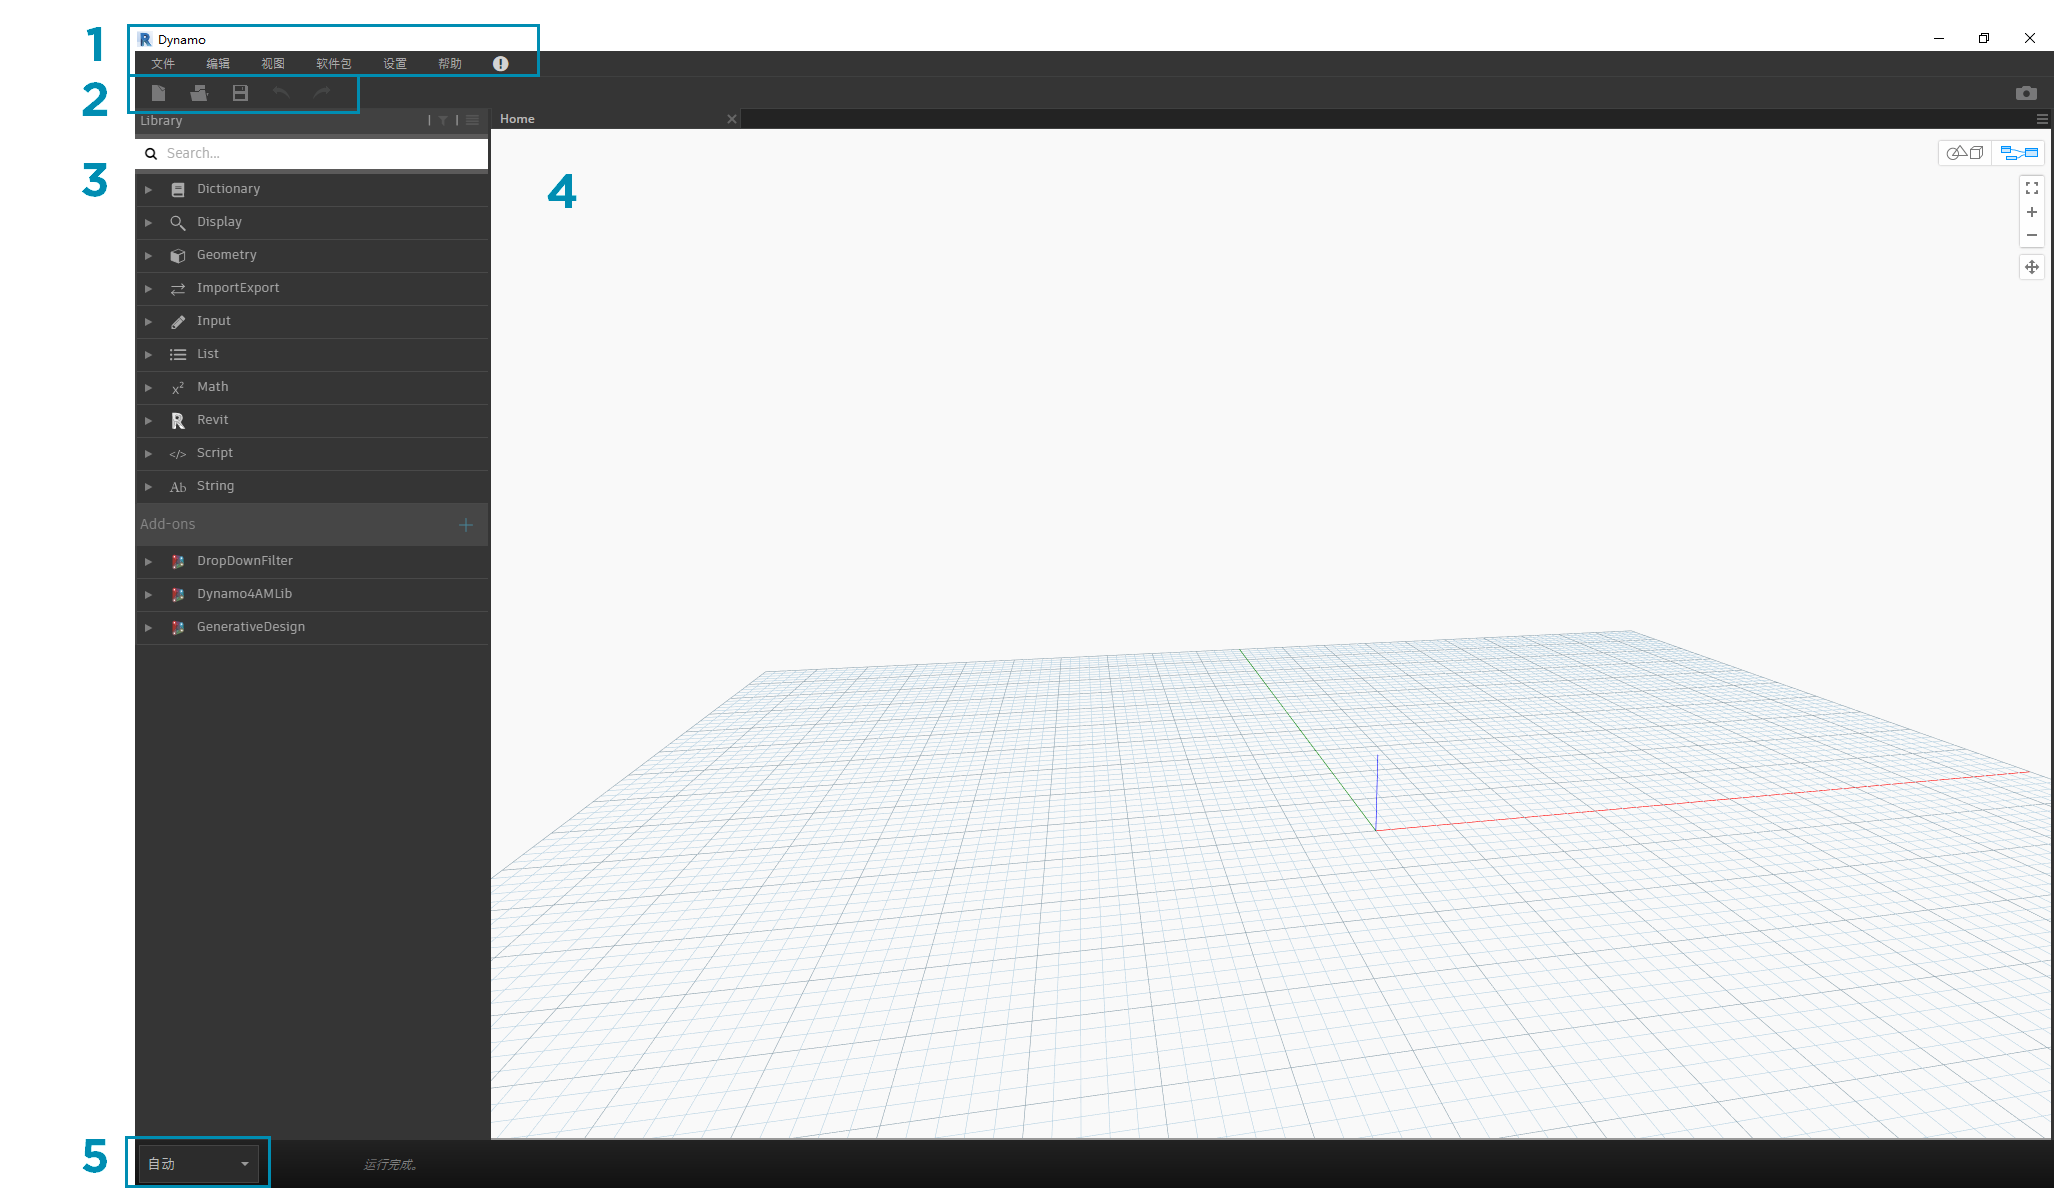 1
Dynamo
文件 编辑 视图 软件包 设置 帮助
2
Library
Home
Search...
3
4
Dictionary
Display
Geometry
ImportExport
Input
List
Math
Revit
Script
Ab String
Add-ons
DropDownFilter
Dynamo4AMLib
GenerativeDesign
5
自动
运行完成。